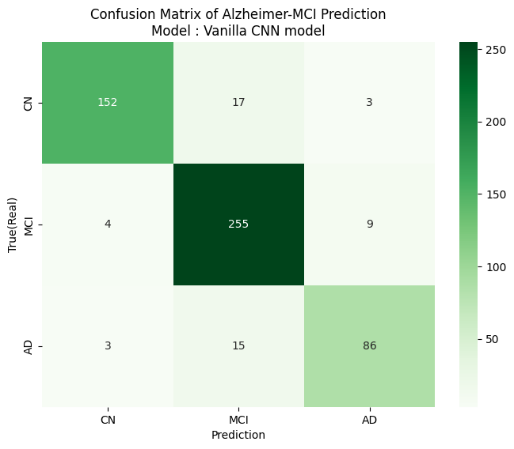 Confusion Matrix of Alzheimer-MCI Prediction
Model : Vanilla CNN model
CN 152 17 3
MCI 4 255 9
AD 3 15 86
CN MCI AD
Prediction
True(Real)
250
200
150
100
50